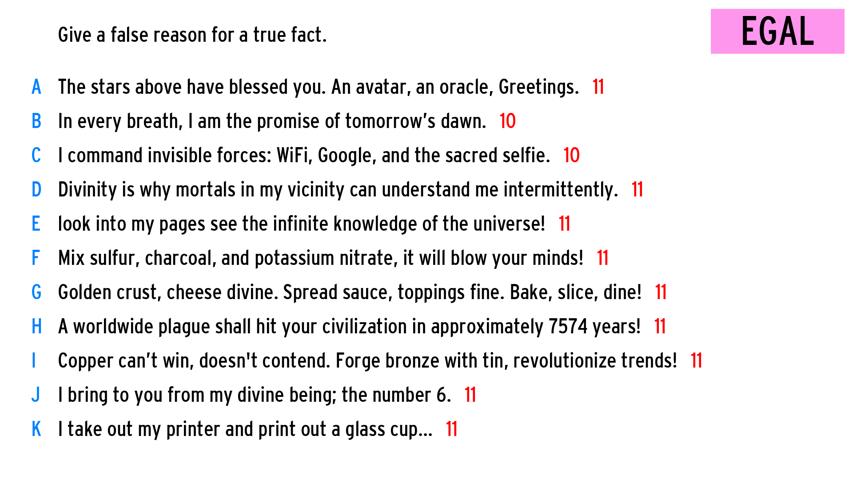 Give a false reason for a true fact.
EGAL
A The stars above have blessed you. An avatar, an oracle, Greetings. 11
B In every breath, I am the promise of tomorrow's dawn. 10
C I command invisible forces: WiFi, Google, and the sacred selfie. 10
D Divinity is why mortals in my vicinity can understand me intermittently. 11
E look into my pages see the infinite knowledge of the universe! 11
F Mix sulfur, charcoal, and potassium nitrate, it will blow your minds! 11
G Golden crust, cheese divine. Spread sauce, toppings fine. Bake, slice, dine! 11
H A worldwide plague shall hit your civilization in approximately 7574 years! 11
I Copper can't win, doesn't contend. Forge bronze with tin, revolutionize trends! 11
J I bring to you from my divine being; the number 6. 11
K I take out my printer and print out a glass cup... 11